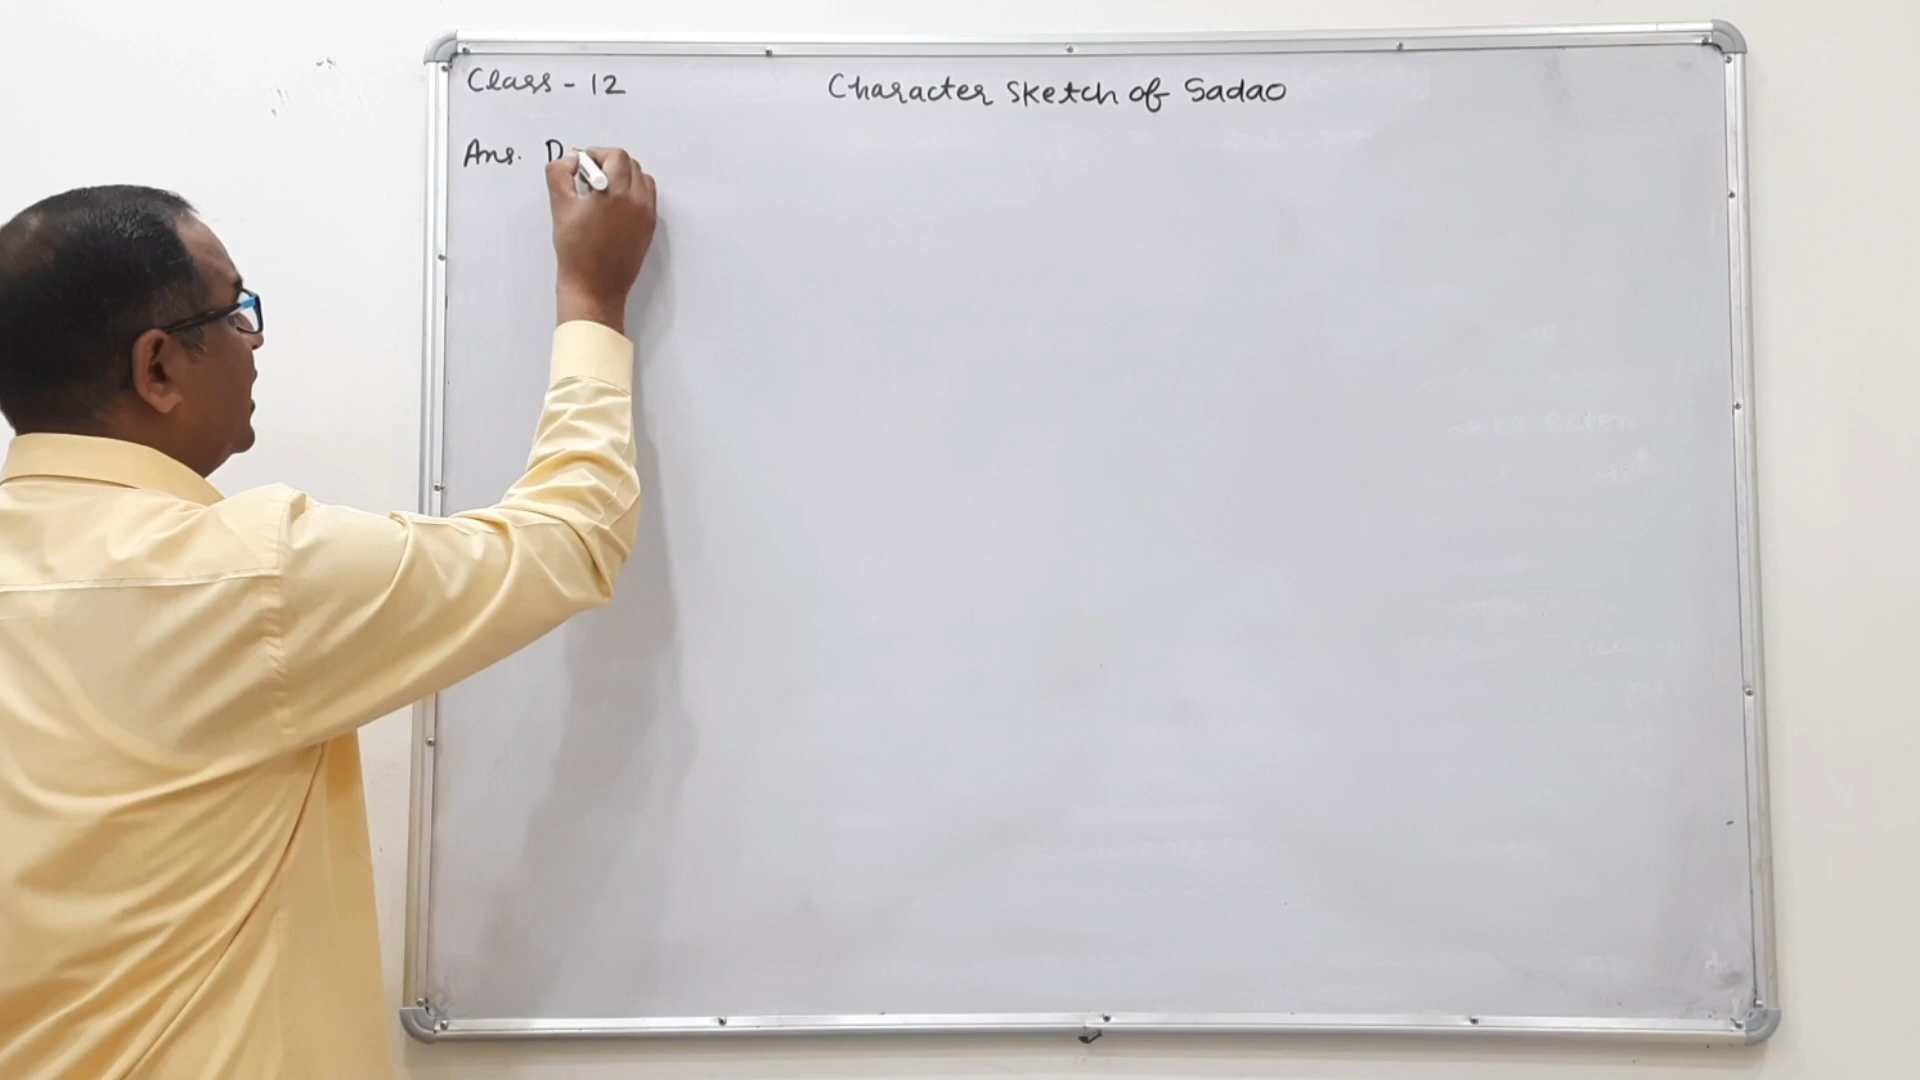 Class - 12
Character Sketch of Sadao
Ans. D